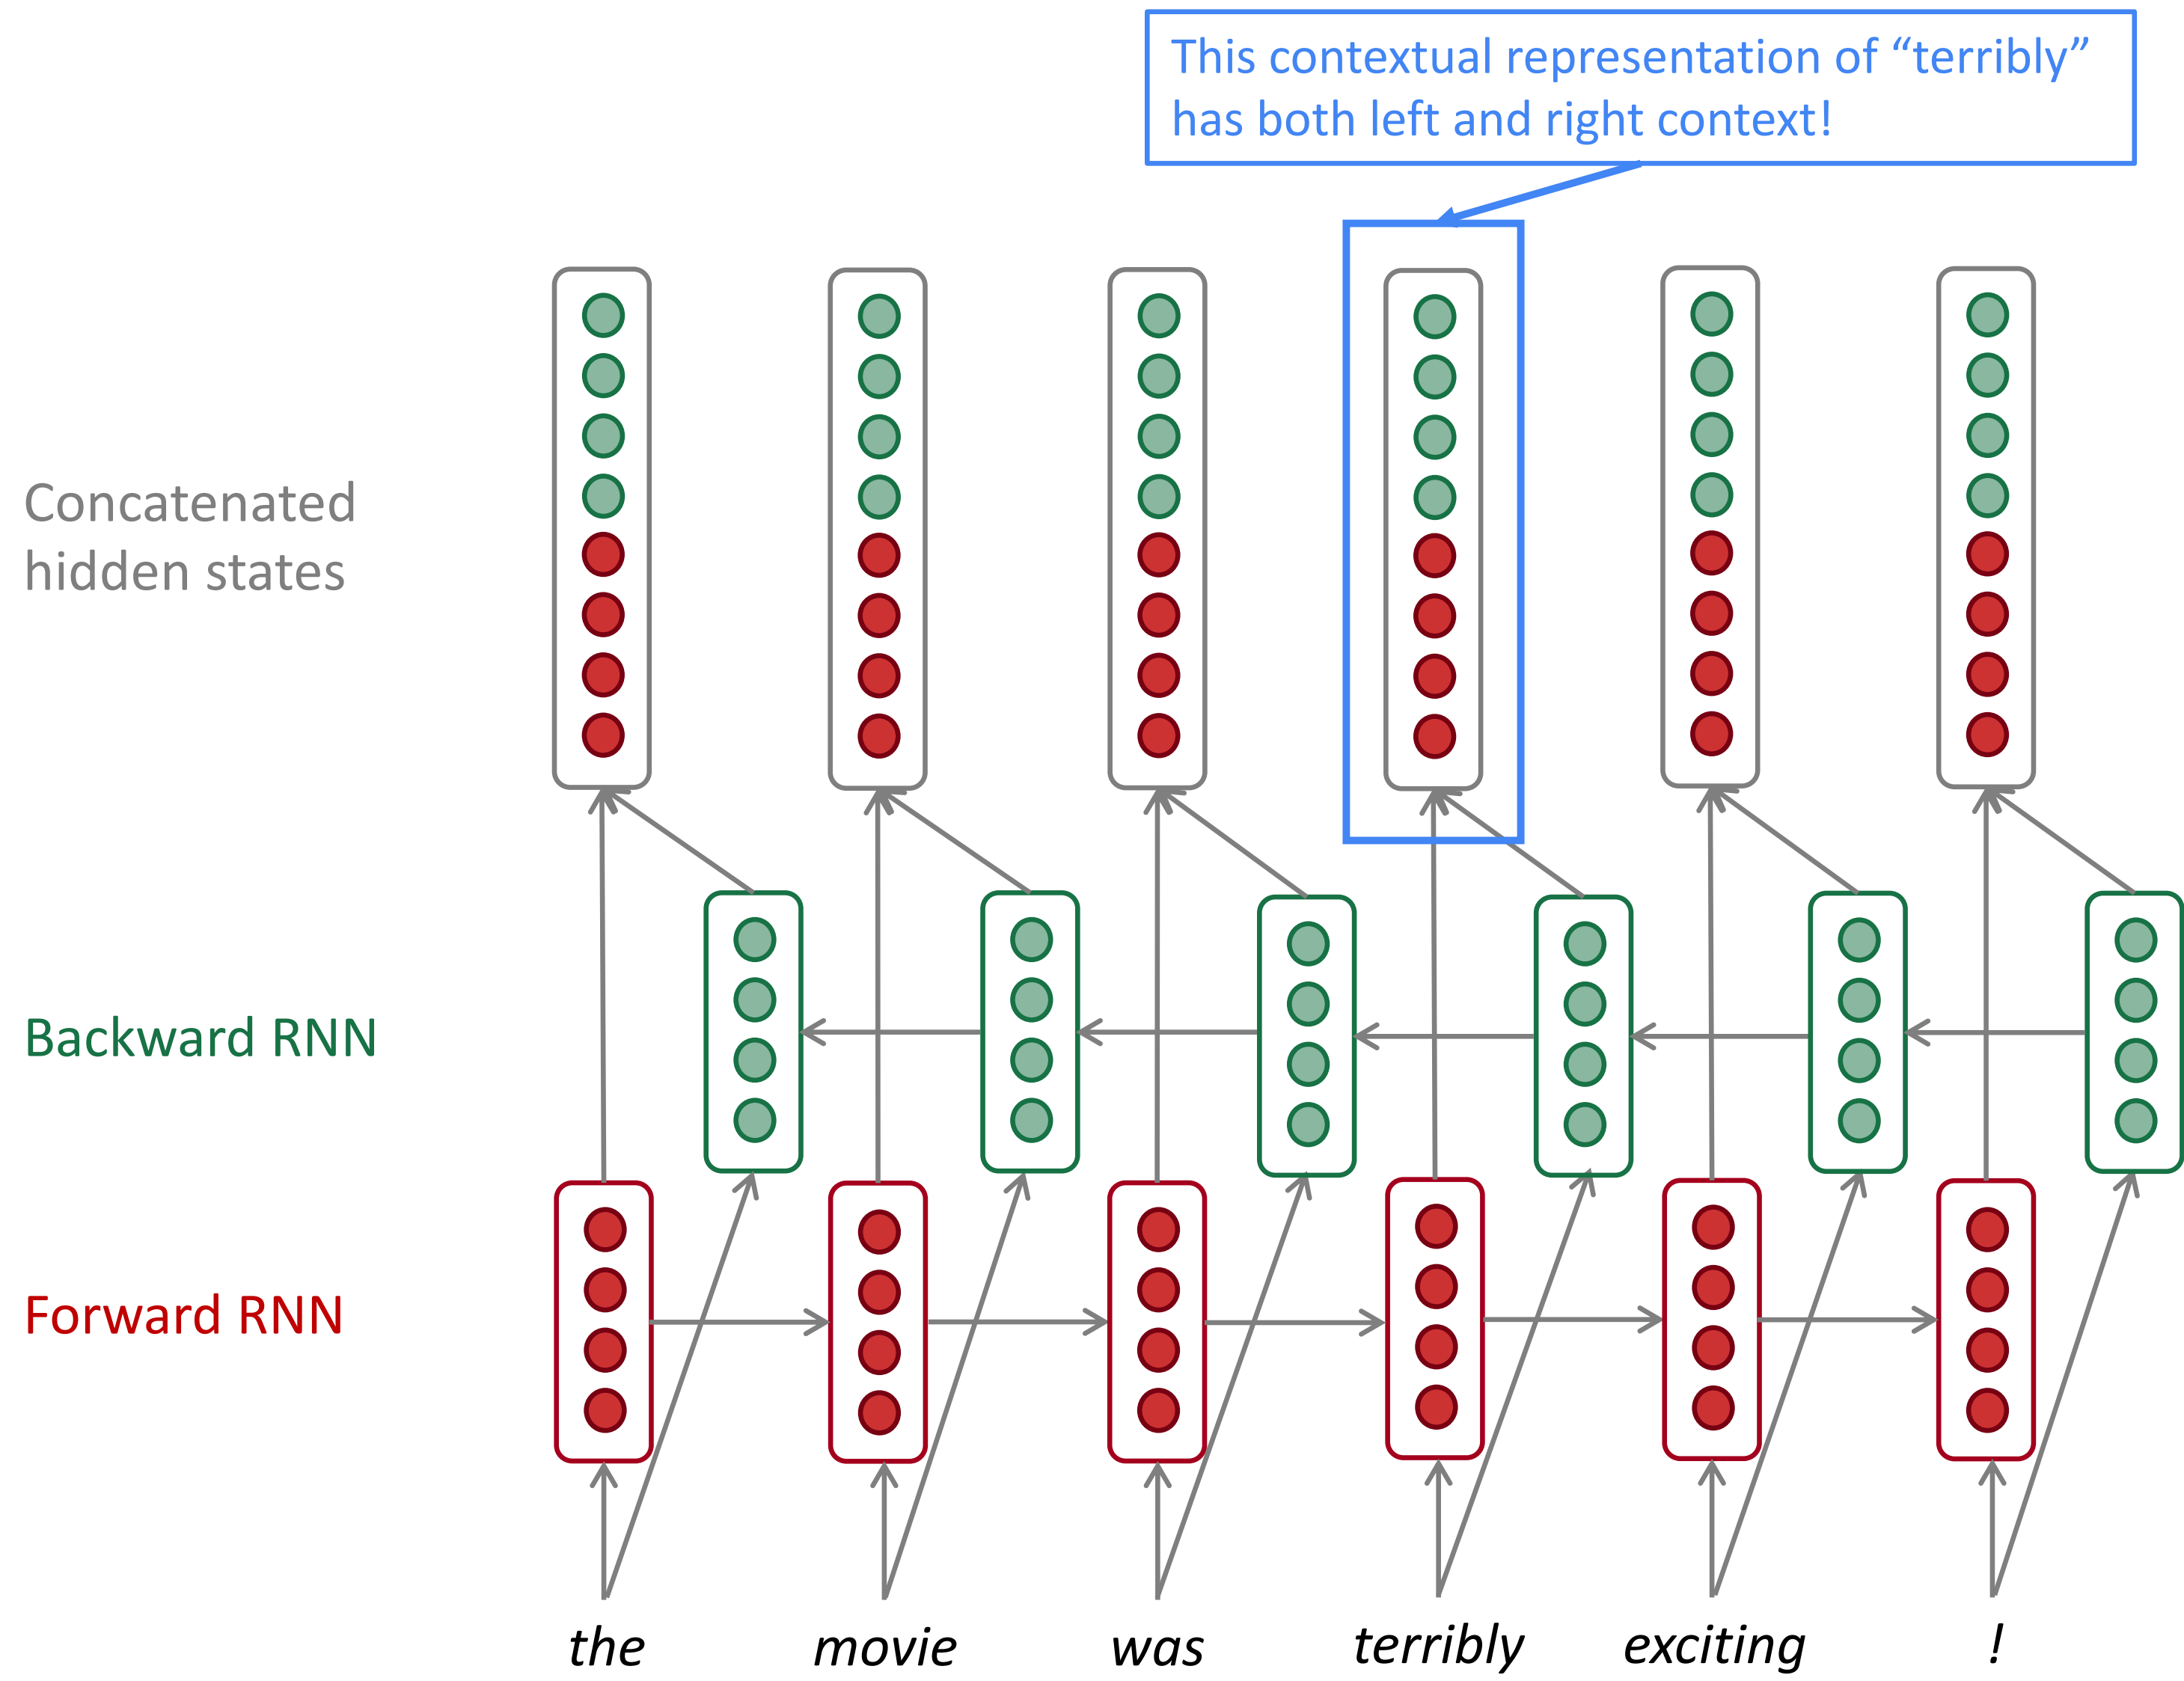 This contextual representation of “terribly”
has both left and right context!
Concatenated
hidden states
Backward RNN
Forward RNN
the movie was terribly exciting !